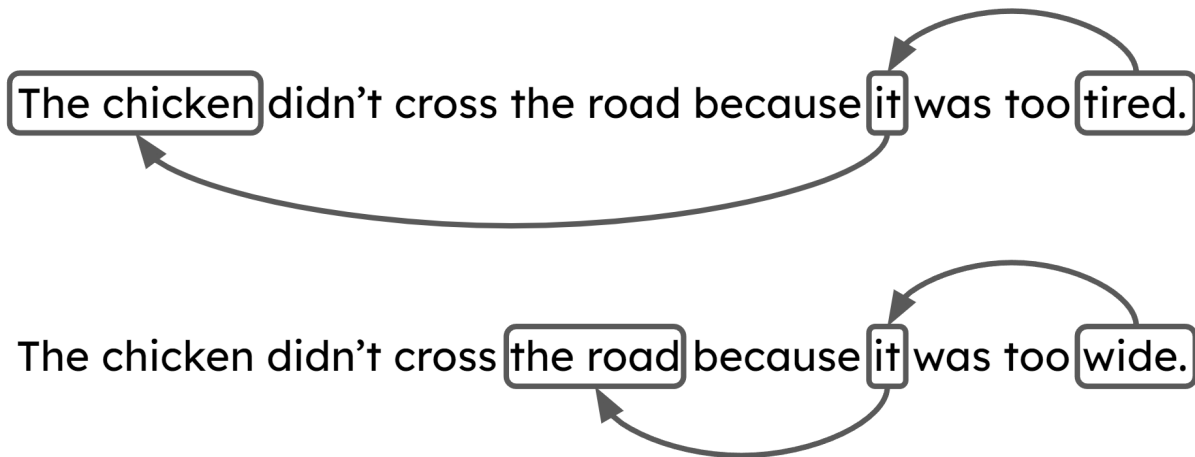 The chicken didn’t cross the road because it was too tired.
The chicken didn’t cross the road because it was too wide.